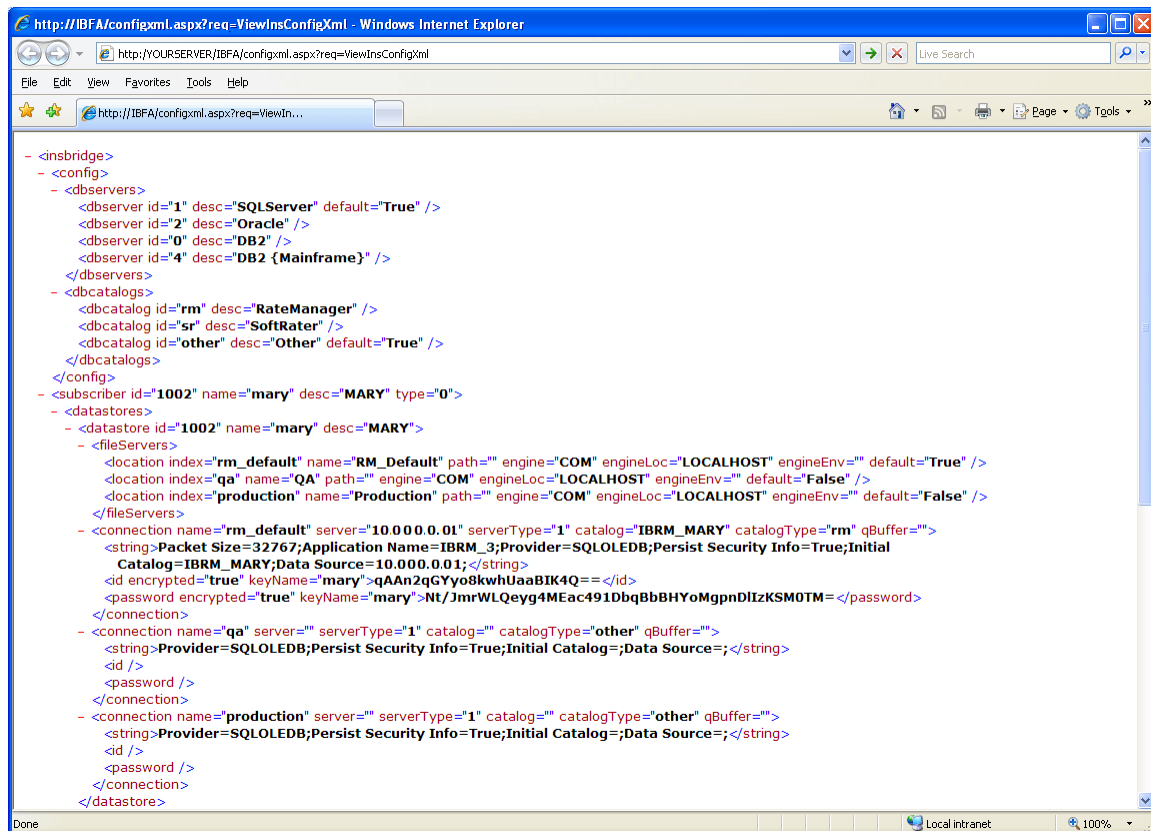 http://IBFA/configxml.aspx?req=ViewInsConfigXml - Windows Internet Explorer
http:/YOURSERVER/IBFA/configxml.aspx?req=ViewInsConfigXml
Live Search
File Edit View Favorites Tools Help
http://IBFA/configxml.aspx?req=ViewIn...
Page Tools »
- <insbridge>
- <config>
- <dbservers>
<dbserver id="1" desc="SQLServer" default="True" />
<dbserver id="2" desc="Oracle" />
<dbserver id="0" desc="DB2" />
<dbserver id="4" desc="DB2 {Mainframe}" />
</dbservers>
- <dbcatalogs>
<dbcatalog id="rm" desc="RateManager" />
<dbcatalog id="sr" desc="SoftRater" />
<dbcatalog id="other" desc="Other" default="True" />
</dbcatalogs>
</config>
- <subscriber id="1002" name="mary" desc="MARY" type="0">
- <datastores>
- <datastore id="1002" name="mary" desc="MARY">
- <fileServers>
<location index="rm_default" name="RM_Default" path="" engine="COM" engineLoc="LOCALHOST" engineEnv="" default="True" />
<location index="qa" name="QA" path="" engine="COM" engineLoc="LOCALHOST" engineEnv="" default="False" />
<location index="production" name="Production" path="" engine="COM" engineLoc="LOCALHOST" engineEnv="" default="False" />
</fileServers>
- <connection name="rm_default" server="10.000.0.01" serverType="1" catalog="IBRM_MARY" catalogType="rm" qBuffer="">
<string>Packet Size=32767;Application Name=IBRM_3;Provider=SQLOLEDB;Persist Security Info=True;Initial
Catalog=IBRM_MARY;Data Source=10.000.0.01;</string>
<id encrypted="true" keyName="mary">qAAn2qGYyo8kwhUaaBIK4Q==</id>
<password encrypted="true" keyName="mary">Nt/JmrWLQeyg4MEac491DbqBbBHYoMgpnDlIzKSM0TM=</password>
</connection>
- <connection name="qa" server="" serverType="1" catalog="" catalogType="other" qBuffer="">
<string>Provider=SQLOLEDB;Persist Security Info=True;Initial Catalog=;Data Source=;</string>
<id />
<password />
</connection>
- <connection name="production" server="" serverType="1" catalog="" catalogType="other" qBuffer="">
<string>Provider=SQLOLEDB;Persist Security Info=True;Initial Catalog=;Data Source=;</string>
<id />
<password />
</connection>
</datastore>
Done Local intranet 100%